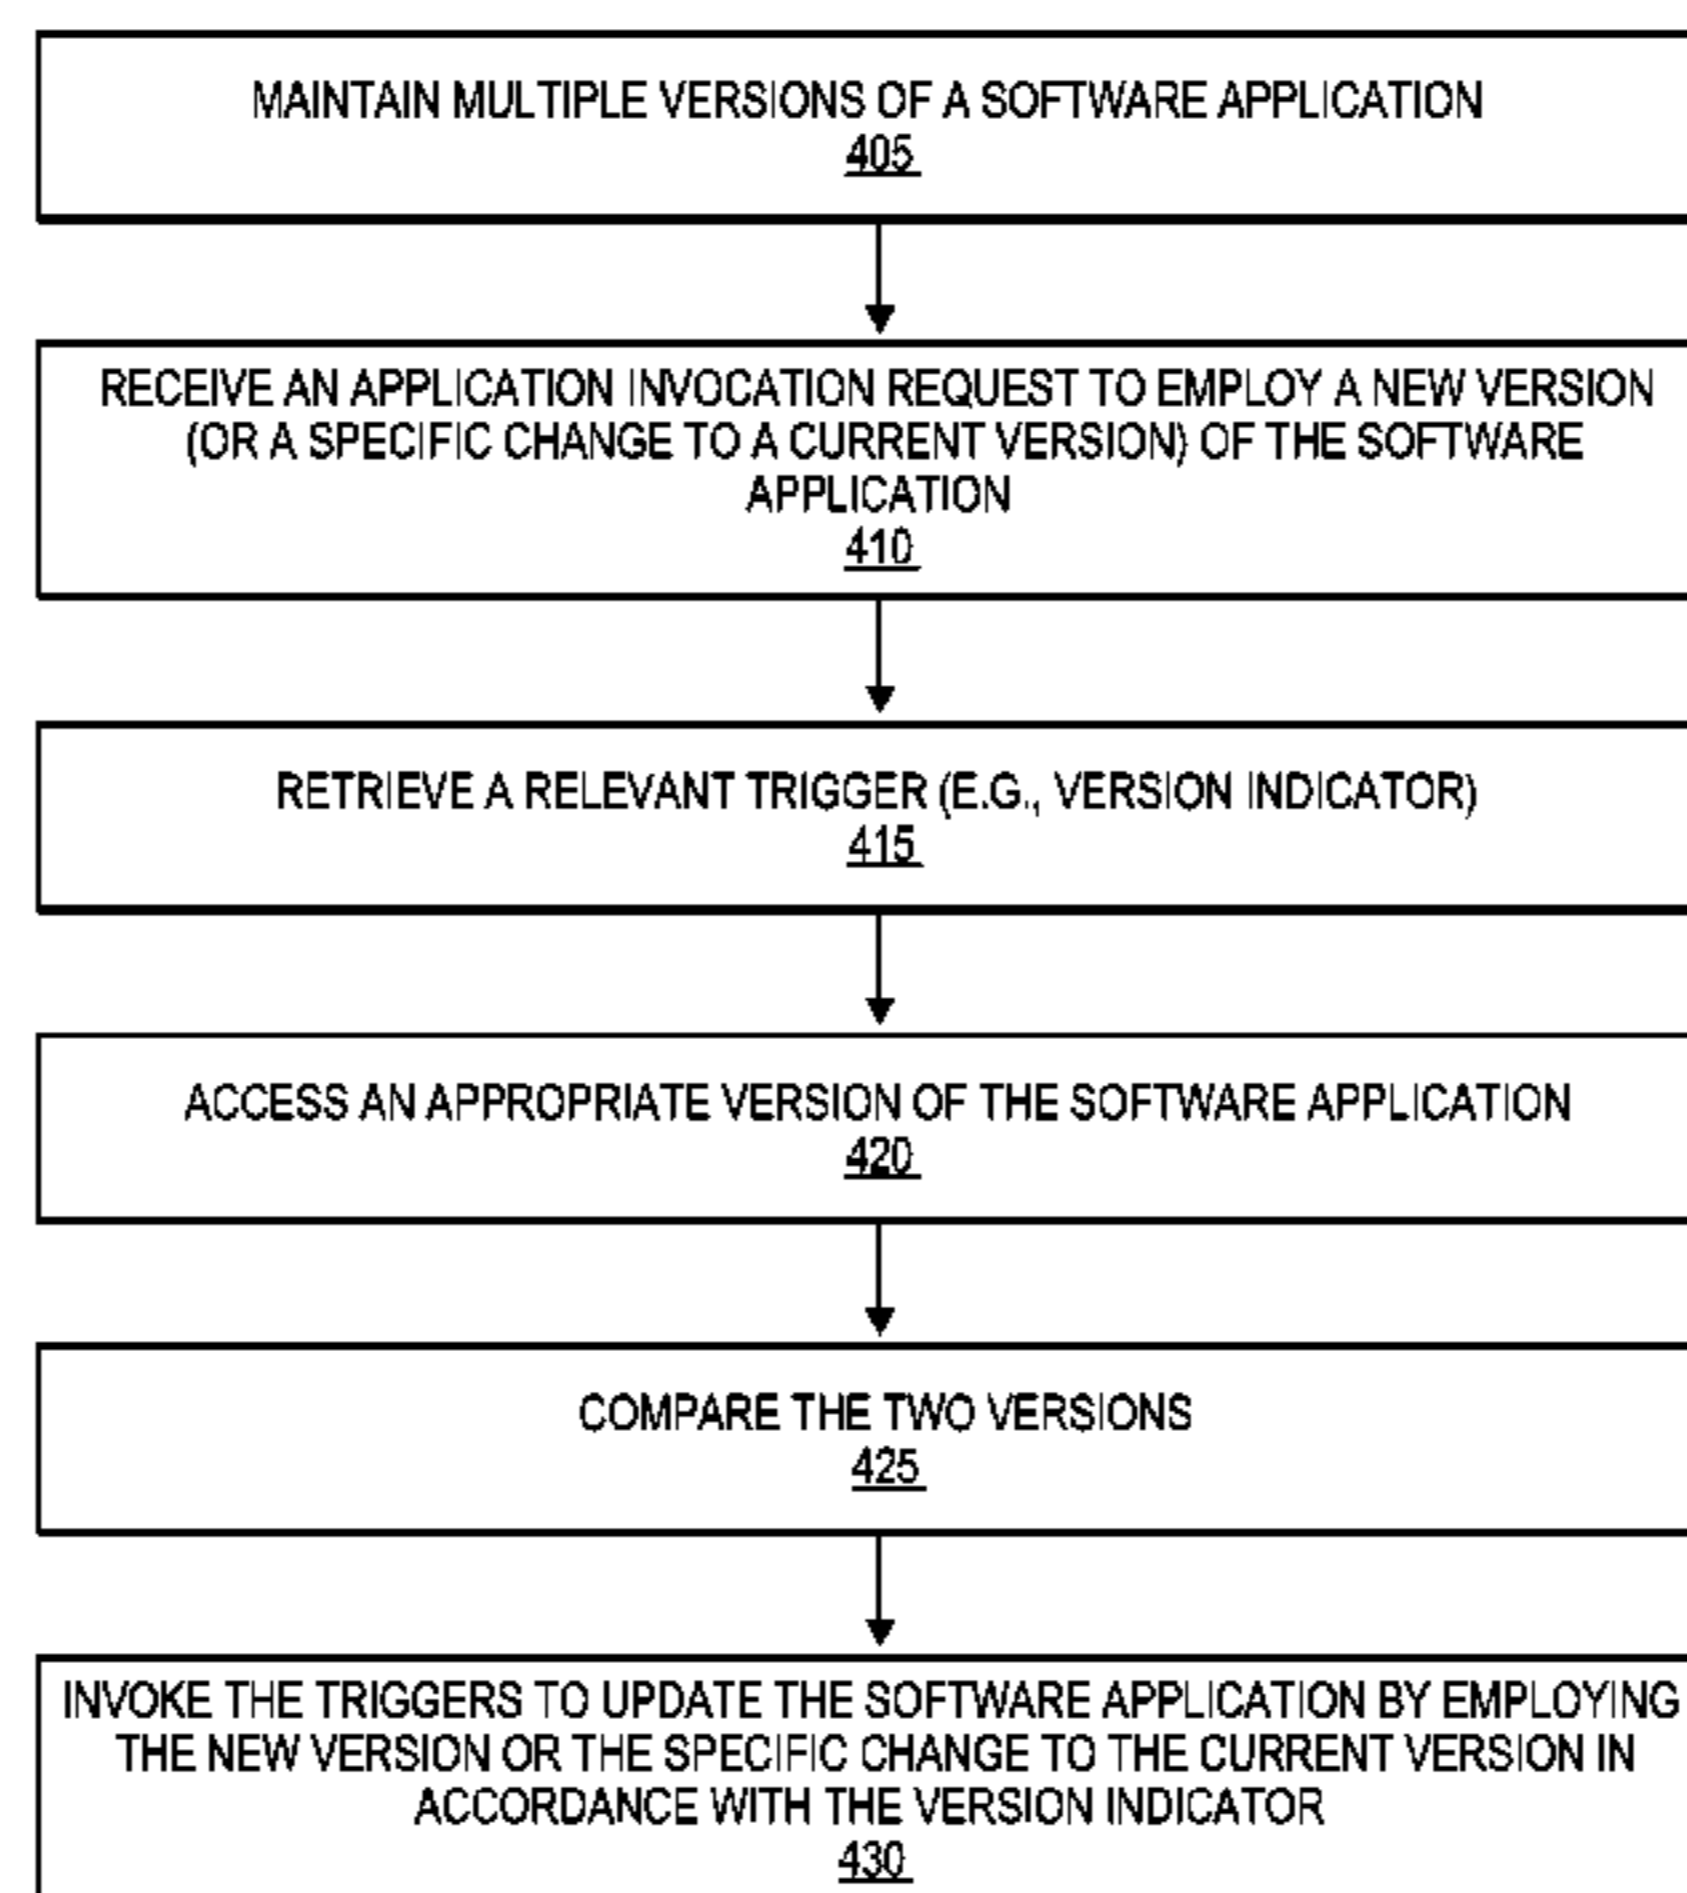 MAINTAIN MULTIPLE VERSIONS OF A SOFTWARE APPLICATION
405
RECEIVE AN APPLICATION INVOCATION REQUEST TO EMPLOY A NEW VERSION
(OR A SPECIFIC CHANGE TO A CURRENT VERSION) OF THE SOFTWARE
APPLICATION
410
RETRIEVE A RELEVANT TRIGGER (E.G., VERSION INDICATOR)
415
ACCESS AN APPROPRIATE VERSION OF THE SOFTWARE APPLICATION
420
COMPARE THE TWO VERSIONS
425
INVOKE THE TRIGGERS TO UPDATE THE SOFTWARE APPLICATION BY EMPLOYING
THE NEW VERSION OR THE SPECIFIC CHANGE TO THE CURRENT VERSION IN
ACCORDANCE WITH THE VERSION INDICATOR
430